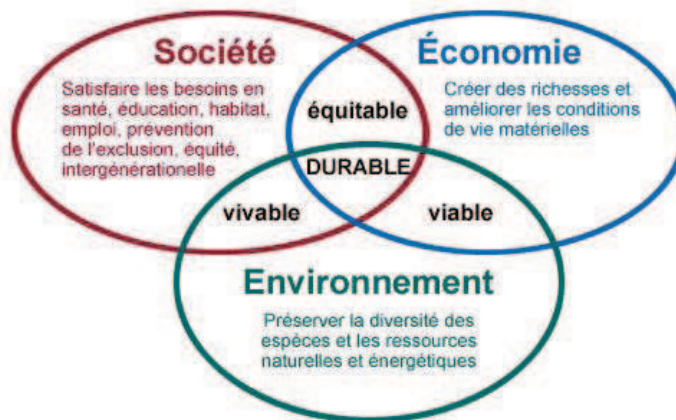 Société
Satisfaire les besoins en
santé, éducation, habitat,
emploi, prévention
de l'exclusion, équité,
intergénérationelle
Économie
Créer des richesses et
améliorer les conditions
de vie matérielles
équitable
DURABLE
vivable
viable
Environnement
Préserver la diversité des
espèces et les ressources
naturelles et énergétiques